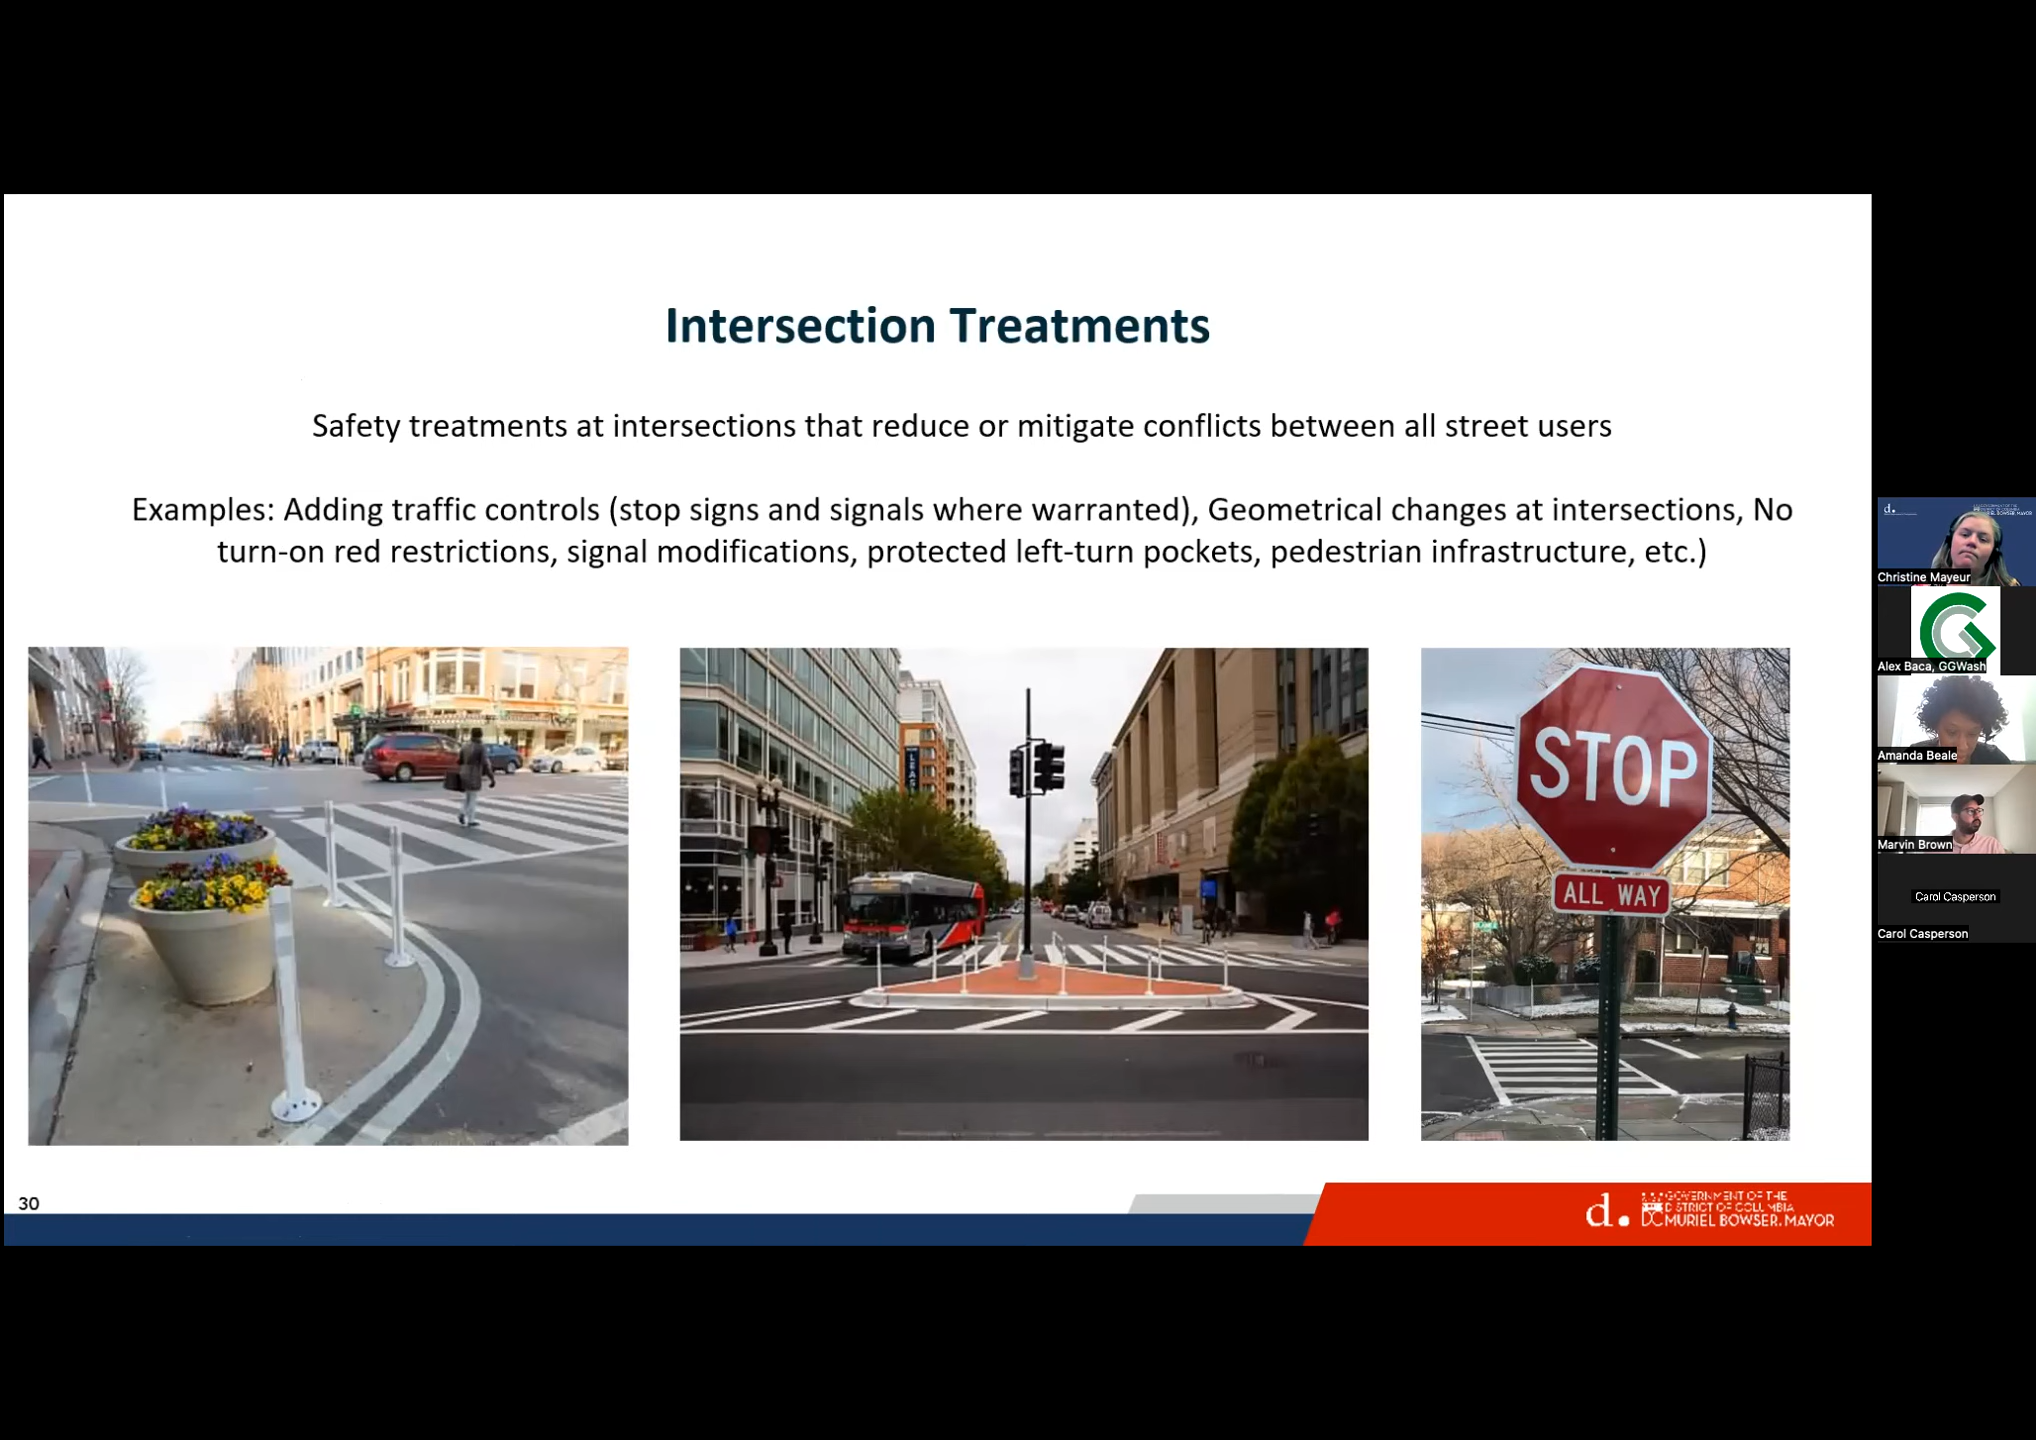 Intersection Treatments
Safety treatments at intersections that reduce or mitigate conflicts between all street users
Examples: Adding traffic controls (stop signs and signals where warranted), Geometrical changes at intersections, No
turn-on red restrictions, signal modifications, protected left-turn pockets, pedestrian infrastructure, etc.)
LEAS
STOP
ALL WAY
30
d.
GOVERNMENT OF THE
DISTRICT OF COLUMBIA
DC MURIEL BOWSER, MAYOR
d.
Christine Mayeur
Alex Baca, GGWash
Amanda Beale
Marvin Brown
Carol Casperson
Carol Casperson